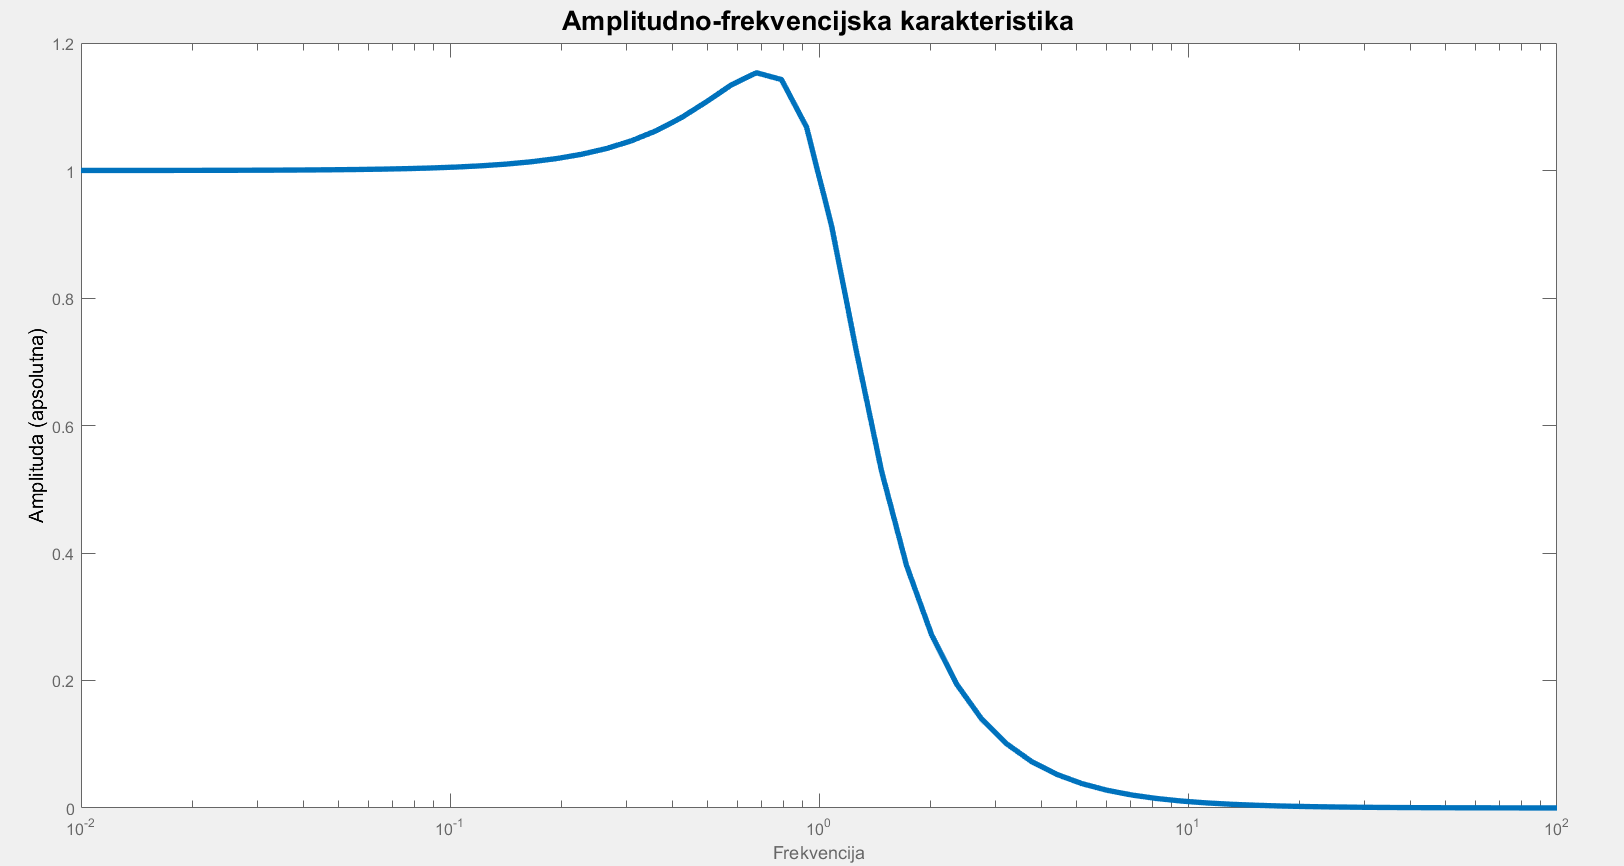 Amplitudno-frekvencijska karakteristika
1.2
1
0.8
0.6
0.4
0.2
0
Amplituda (apsolutna)
10^-2 10^-1 10^0 10^1 10^2
Frekvencija